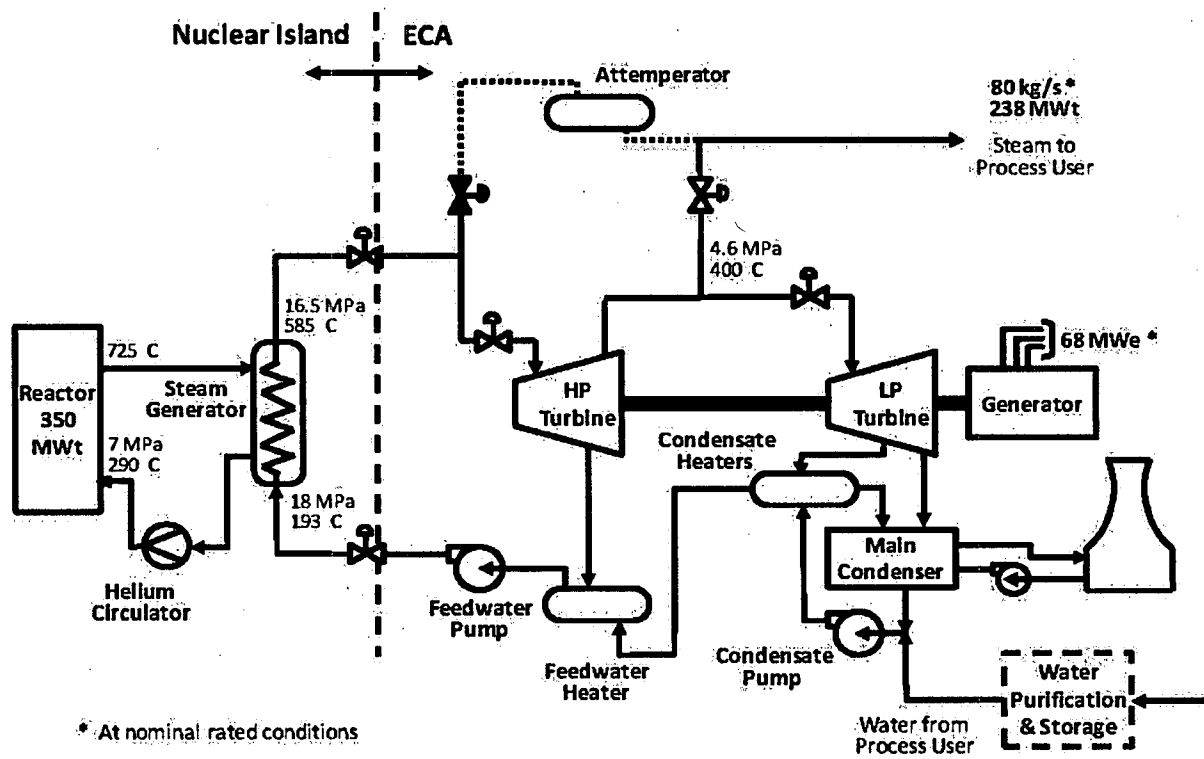 Nuclear Island
ECA
Attemperator
80 kg/s *
238 MWt
Steam to
Process User
4.6 MPa
400 C
16.5 MPa
585 C
725 C
Steam
Generator
Reactor
350
MWt
7 MPa
290 C
HP
Turbine
LP
Turbine
68 MWe *
Generator
Condensate
Heaters
18 MPa
193 C
Main
Condenser
Helium
Circulator
Feedwater
Pump
Feedwater
Heater
Condensate
Pump
Water
Purification
& Storage
Water from
Process User
* At nominal rated conditions